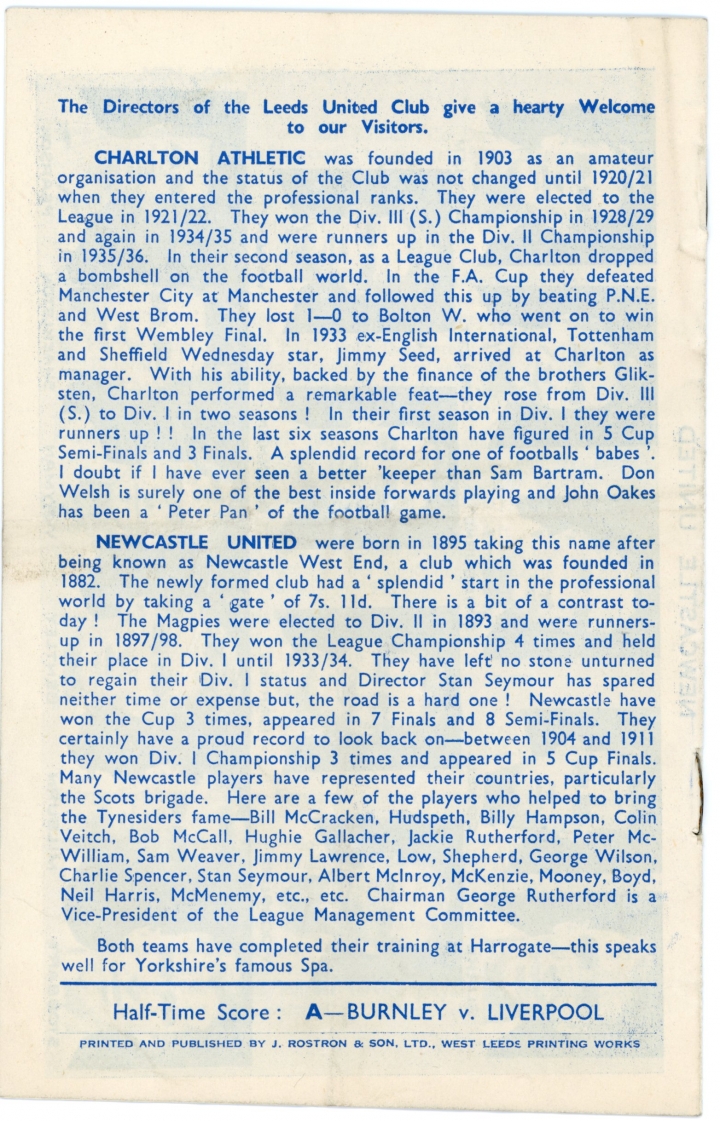 The Directors of the Leeds United Club give a hearty Welcome
to our Visitors.
CHARLTON ATHLETIC was founded in 1903 as an amateur
organisation and the status of the Club was not changed until 1920/21
when they entered the professional ranks. They were elected to the
League in 1921/22. They won the Div. III (S.) Championship in 1928/29
and again in 1934/35 and were runners up in the Div. II Championship
in 1935/36. In their second season, as a League Club, Charlton dropped
a bombshell on the football world. In the F.A. Cup they defeated
Manchester City at Manchester and followed this up by beating P.N.E.
and West Brom. They lost 1—0 to Bolton W. who went on to win
the first Wembley Final. In 1933 ex-English International, Tottenham
and Sheffield Wednesday star, Jimmy Seed, arrived at Charlton as
manager. With his ability, backed by the finance of the brothers Glik-
sten, Charlton performed a remarkable feat—they rose from Div. III
(S.) to Div. I in two seasons ! In their first season in Div. I they were
runners up ! ! In the last six seasons Charlton have figured in 5 Cup
Semi-Finals and 3 Finals. A splendid record for one of footballs ' babes '.
I doubt if I have ever seen a better 'keeper than Sam Bartram. Don
Welsh is surely one of the best inside forwards playing and John Oakes
has been a ' Peter Pan ' of the football game.
NEWCASTLE UNITED were born in 1895 taking this name after
being known as Newcastle West End, a club which was founded in
1882. The newly formed club had a ' splendid ' start in the professional
world by taking a ' gate ' of 7s. 11d. There is a bit of a contrast to-
day ! The Magpies were elected to Div. II in 1893 and were runners-
up in 1897/98. They won the League Championship 4 times and held
their place in Div. I until 1933/34. They have left no stone unturned
to regain their Div. I status and Director Stan Seymour has spared
neither time or expense but, the road is a hard one ! Newcastle have
won the Cup 3 times, appeared in 7 Finals and 8 Semi-Finals. They
certainly have a proud record to look back on—between 1904 and 1911
they won Div. I Championship 3 times and appeared in 5 Cup Finals.
Many Newcastle players have represented their countries, particularly
the Scots brigade. Here are a few of the players who helped to bring
the Tynesiders fame—Bill McCracken, Hudspeth, Billy Hampson, Colin
Veitch, Bob McCall, Hughie Gallacher, Jackie Rutherford, Peter Mc-
William, Sam Weaver, Jimmy Lawrence, Low, Shepherd, George Wilson,
Charlie Spencer, Stan Seymour, Albert McInroy, McKenzie, Mooney, Boyd,
Neil Harris, McMenemy, etc., etc. Chairman George Rutherford is a
Vice-President of the League Management Committee.
Both teams have completed their training at Harrogate—this speaks
well for Yorkshire's famous Spa.
Half-Time Score : A—BURNLEY v. LIVERPOOL
PRINTED AND PUBLISHED BY J. ROSTRON & SON, LTD., WEST LEEDS PRINTING WORKS